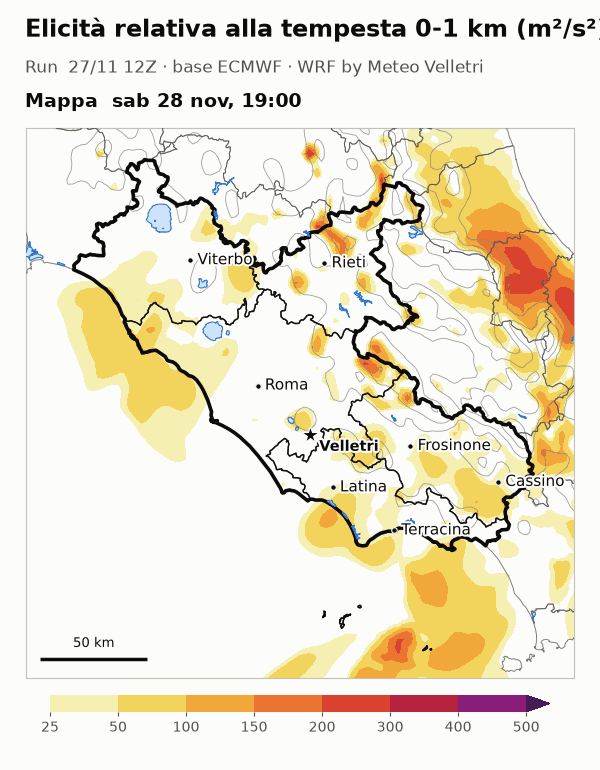 Elicità relativa alla tempesta 0-1 km (m²/s²)
Run 27/11 12Z · base ECMWF · WRF by Meteo Velletri
Mappa sab 28 nov, 19:00
Viterbo
Rieti
Roma
Velletri
Frosinone
Cassino
Latina
Terracina
50 km
25 50 100 150 200 300 400 500